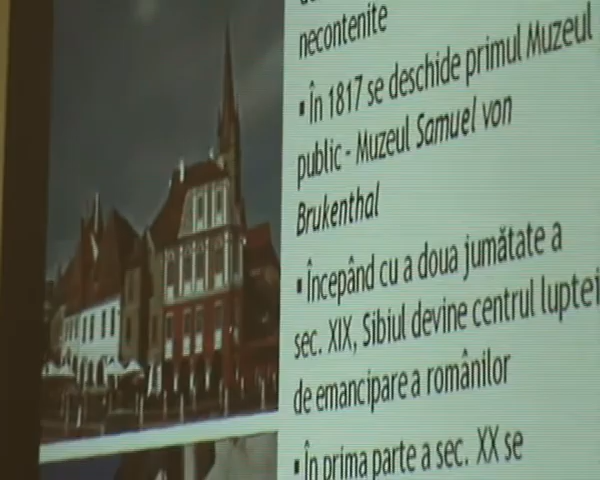 necontenite
▪ În 1817 se deschide primul Muzeul
public - Muzeul Samuel von
Brukenthal
▪ Începând cu a doua jumătate a
sec. XIX, Sibiul devine centrul luptei
de emancipare a românilor
▪ În prima parte a sec. XX se